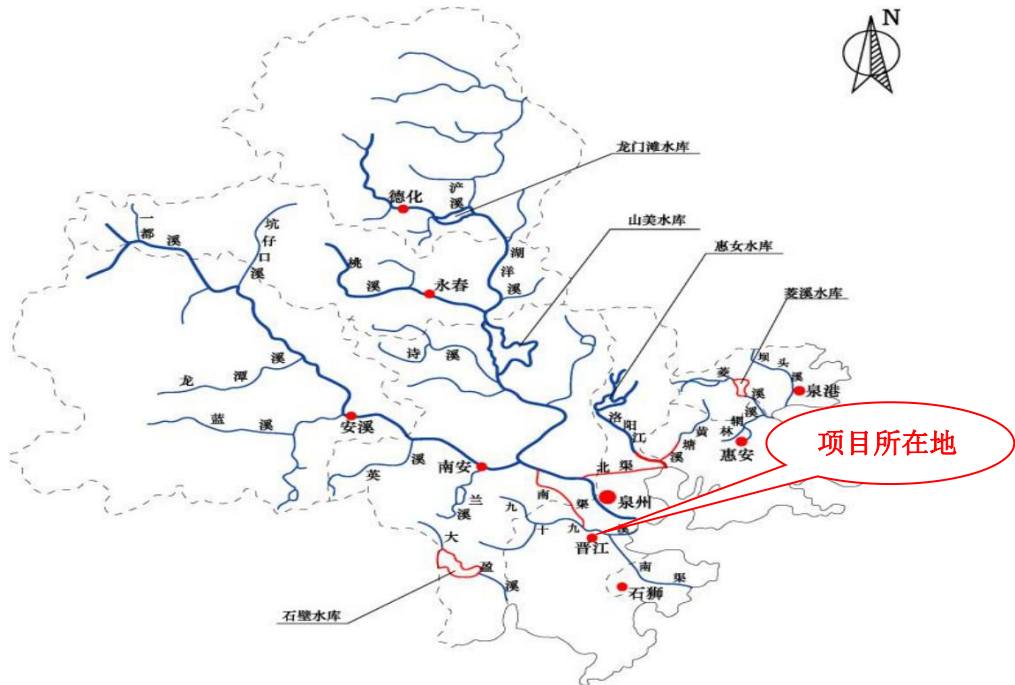 N
龙门滩水库
浐溪
德化
山美水库
一都溪
坑仔口溪
湖洋溪
惠女水库
桃溪
永春
菱溪水库
诗溪
坝头溪
菱溪
泉港
龙潭溪
蓝溪
安溪
洛阳江
黄塘溪
林辋溪
惠安
项目所在地
英溪
南安
北渠
兰溪
南渠
泉州
九十九溪
晋江
大盈溪
南渠
石狮
石壁水库